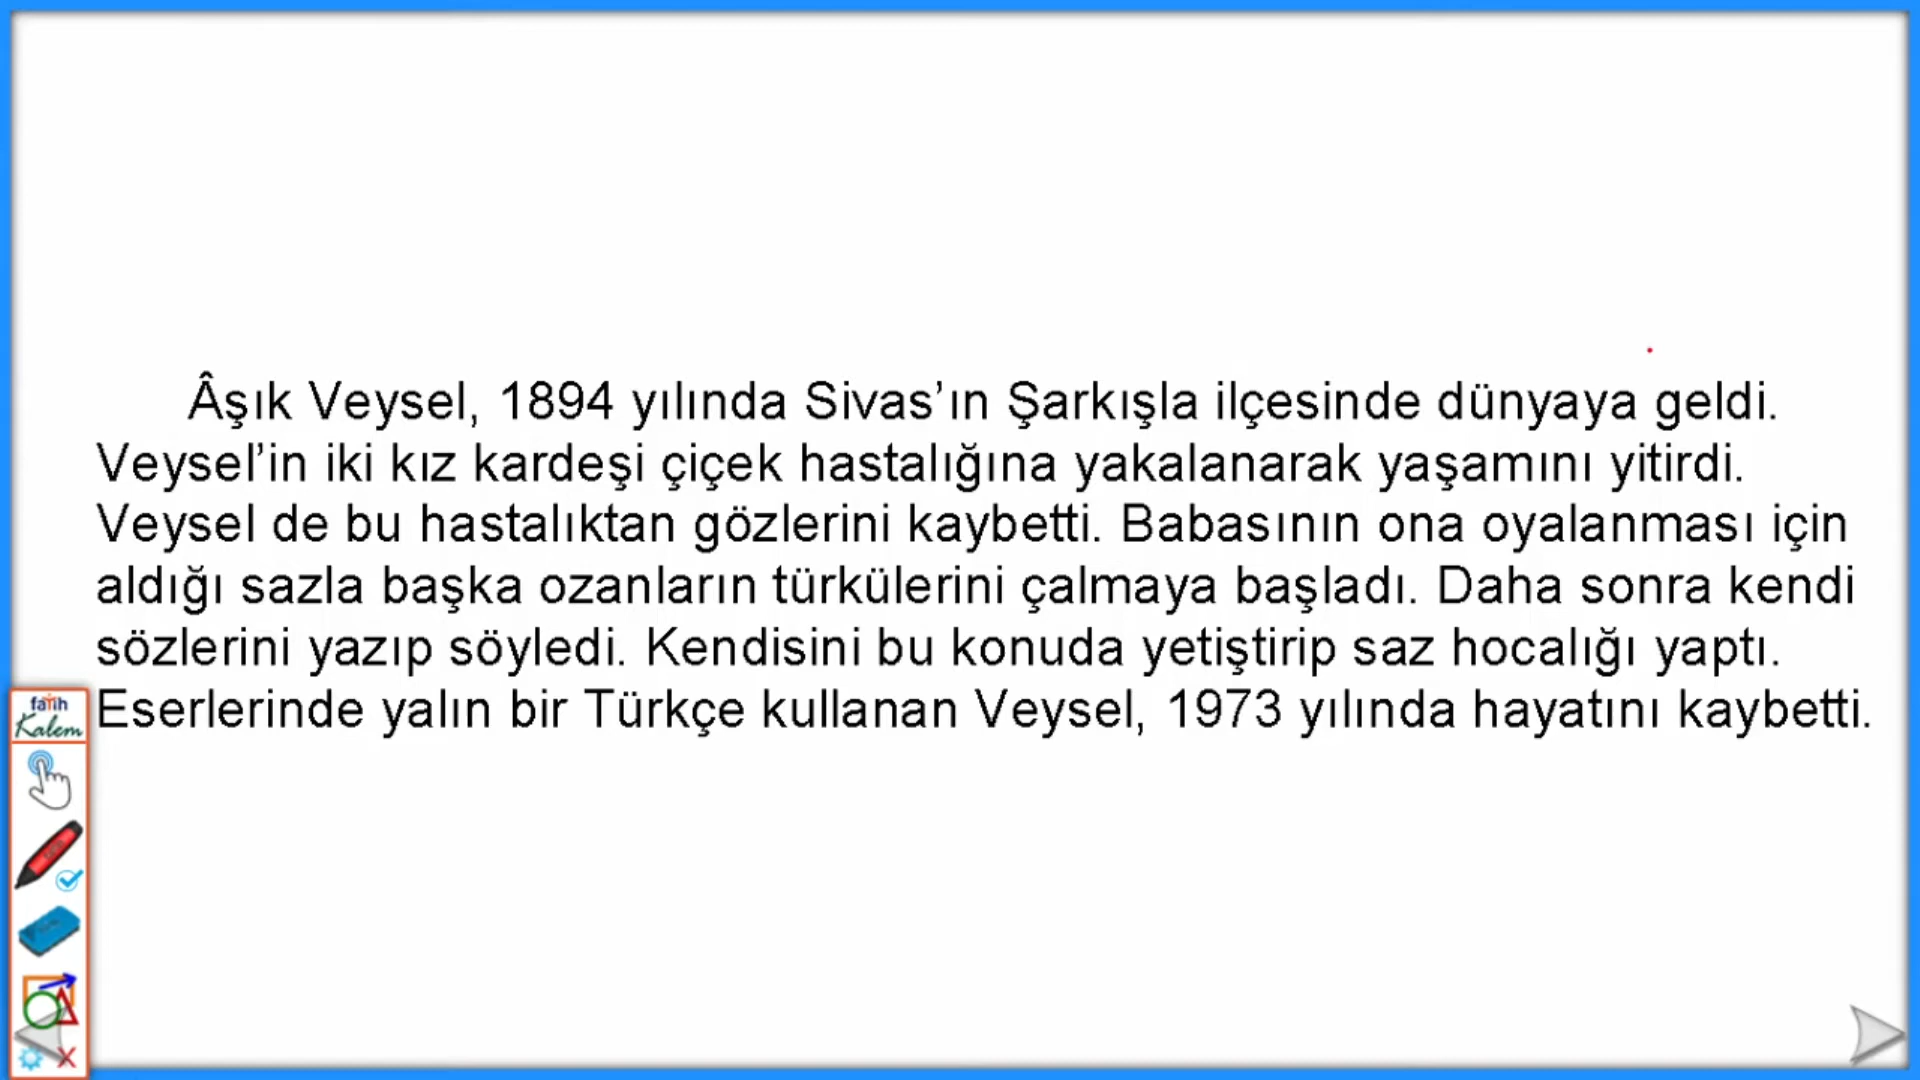 Âşık Veysel, 1894 yılında Sivas’ın Şarkışla ilçesinde dünyaya geldi.
Veysel’in iki kız kardeşi çiçek hastalığına yakalanarak yaşamını yitirdi.
Veysel de bu hastalıktan gözlerini kaybetti. Babasının ona oyalanması için
aldığı sazla başka ozanların türkülerini çalmaya başladı. Daha sonra kendi
sözlerini yazıp söyledi. Kendisini bu konuda yetiştirip saz hocalığı yaptı.
Eserlerinde yalın bir Türkçe kullanan Veysel, 1973 yılında hayatını kaybetti.
fatih
Kalem